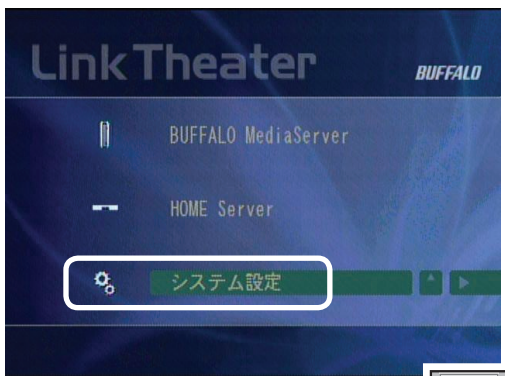 LinkTheater
BUFFALO
BUFFALO MediaServer
HOME Server
システム設定